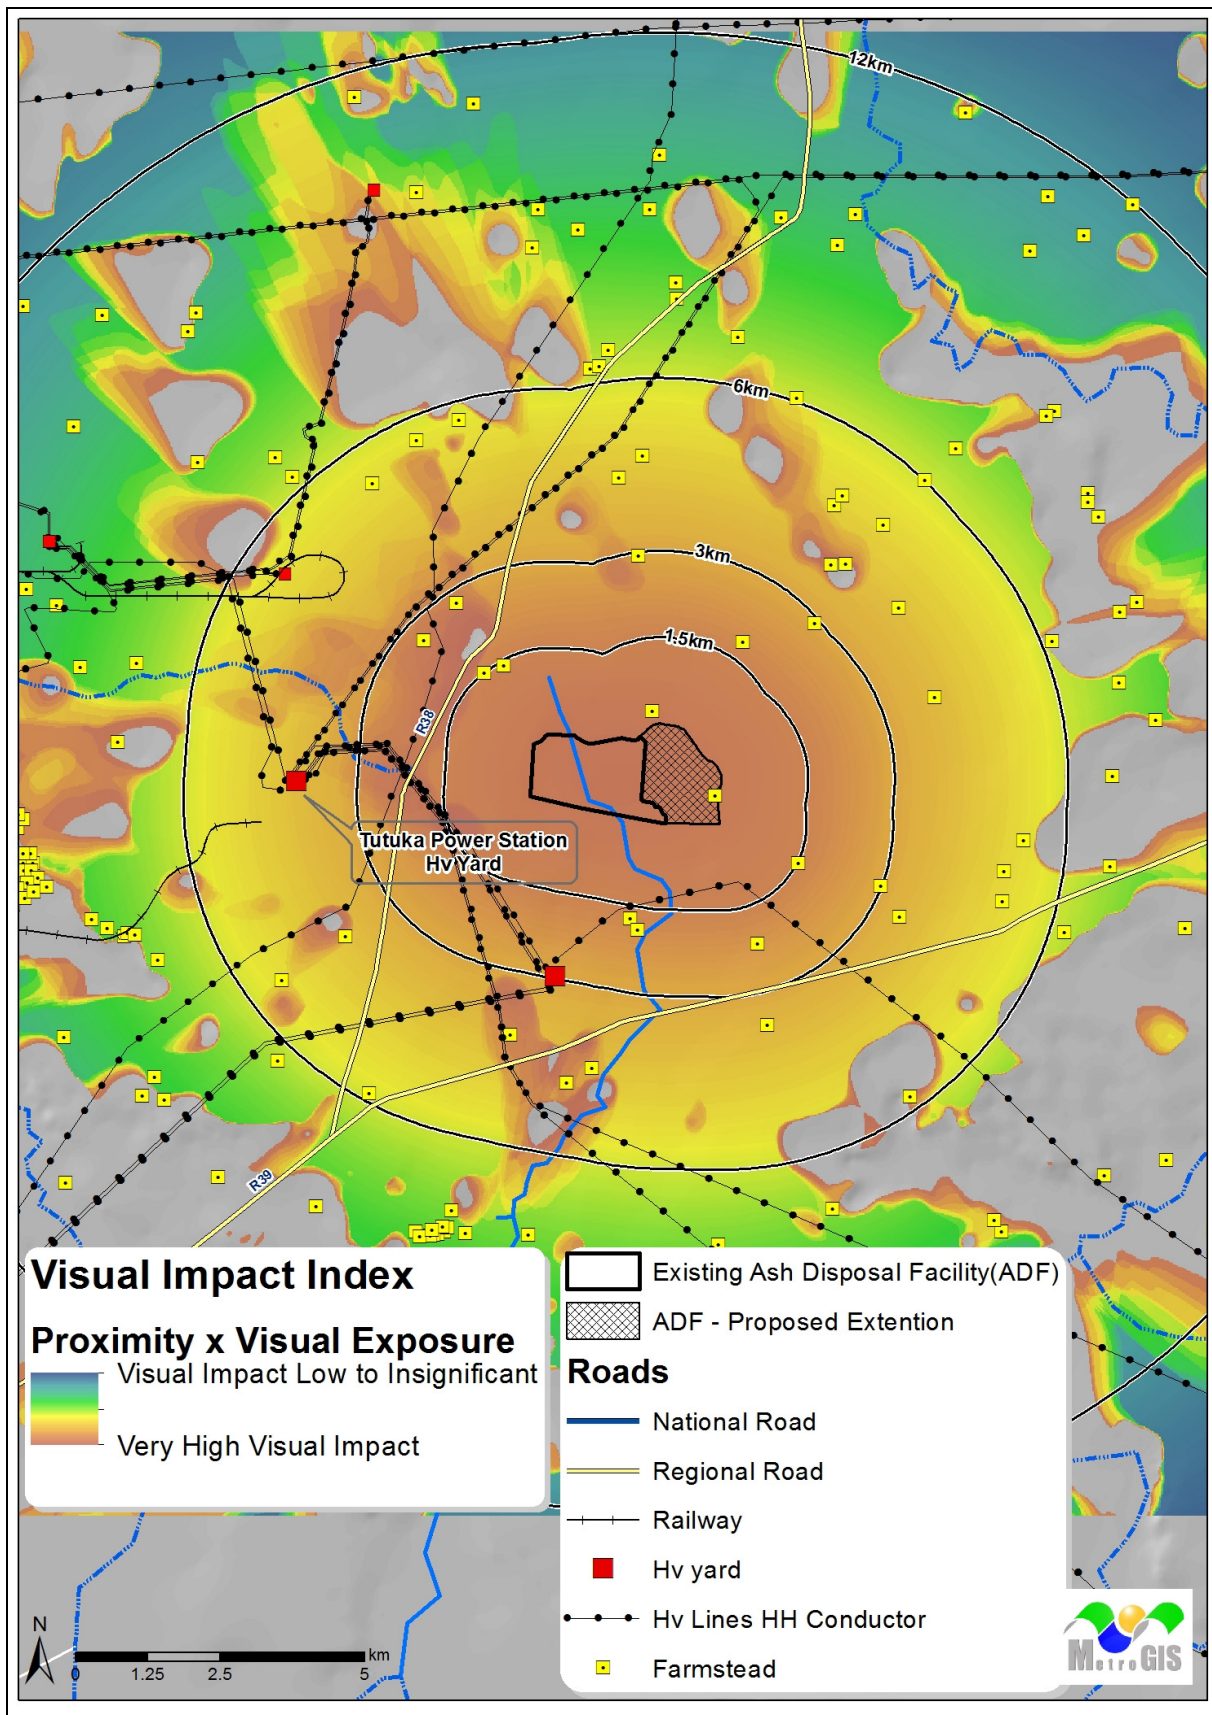 12km
6km
3km
1.5km
R38
Tutuka Power Station
Hv Yard
R39
Visual Impact Index
Proximity x Visual Exposure
Visual Impact Low to Insignificant
Very High Visual Impact
Existing Ash Disposal Facility(ADF)
ADF - Proposed Extention
Roads
National Road
Regional Road
Railway
Hv yard
Hv Lines HH Conductor
Farmstead
N
km
0 1.25 2.5 5
MetroGIS